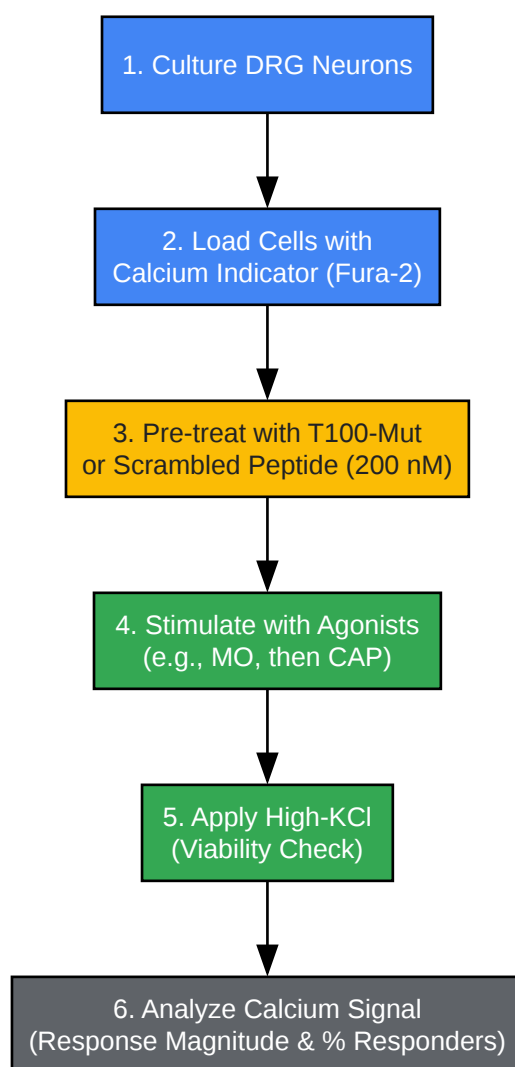 1. Culture DRG Neurons
2. Load Cells with
Calcium Indicator (Fura-2)
3. Pre-treat with T100-Mut
or Scrambled Peptide (200 nM)
4. Stimulate with Agonists
(e.g., MO, then CAP)
5. Apply High-KCl
(Viability Check)
6. Analyze Calcium Signal
(Response Magnitude & % Responders)